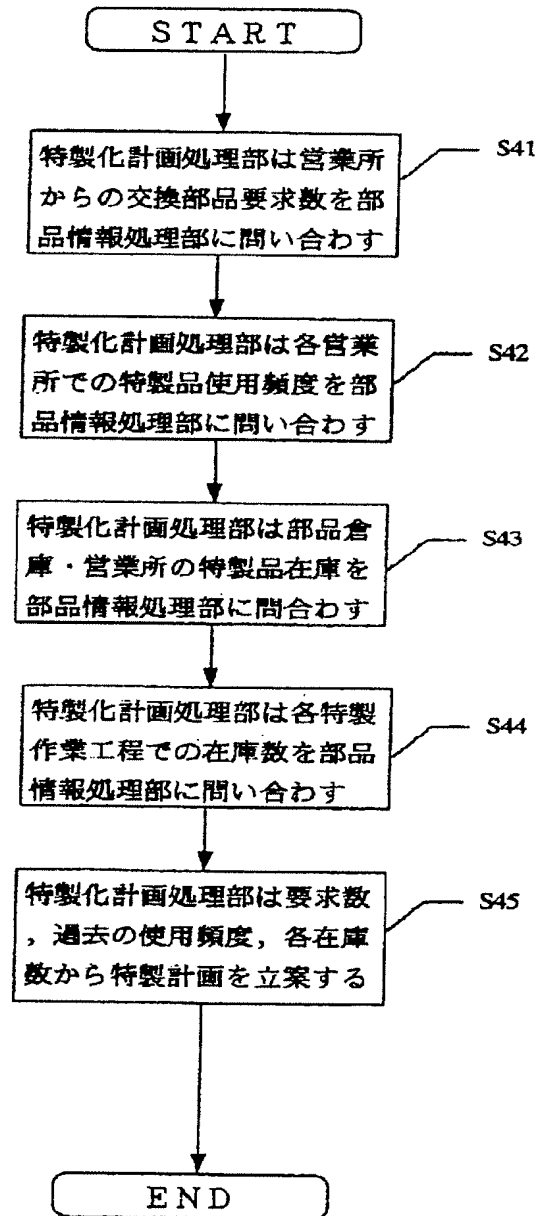 START
特製化計画処理部は営業所
からの交換部品要求数を部
品情報処理部に問い合わす
S41
特製化計画処理部は各営業
所での特製品使用頻度を部
品情報処理部に問い合わす
S42
特製化計画処理部は部品倉
庫・営業所の特製品在庫を
部品情報処理部に問合わす
S43
特製化計画処理部は各特製
作業工程での在庫数を部品
情報処理部に問い合わす
S44
特製化計画処理部は要求数
，過去の使用頻度，各在庫
数から特製計画を立案する
S45
END